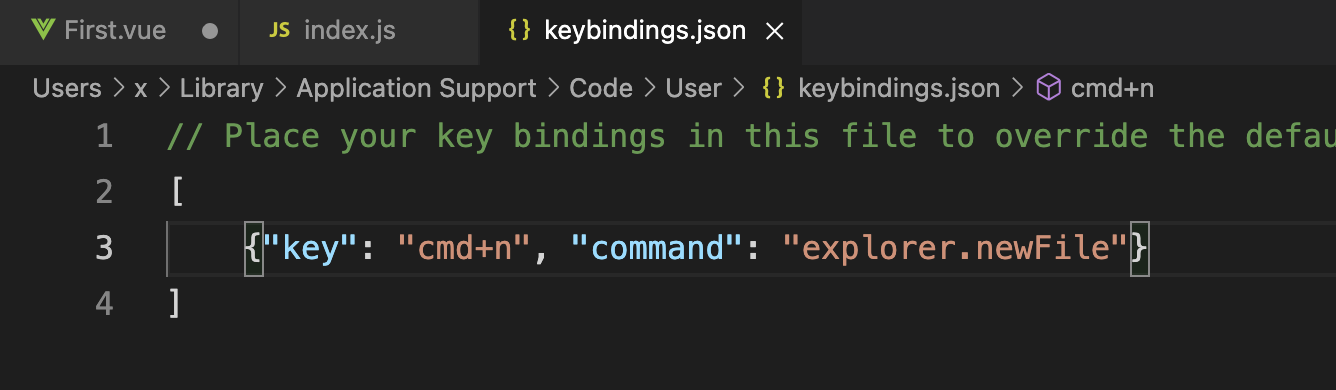 First.vue JS index.js {} keybindings.json
Users > x > Library > Application Support > Code > User > {} keybindings.json > cmd+n
1 // Place your key bindings in this file to override the defau
2 [
3 {"key": "cmd+n", "command": "explorer.newFile"}
4 ]